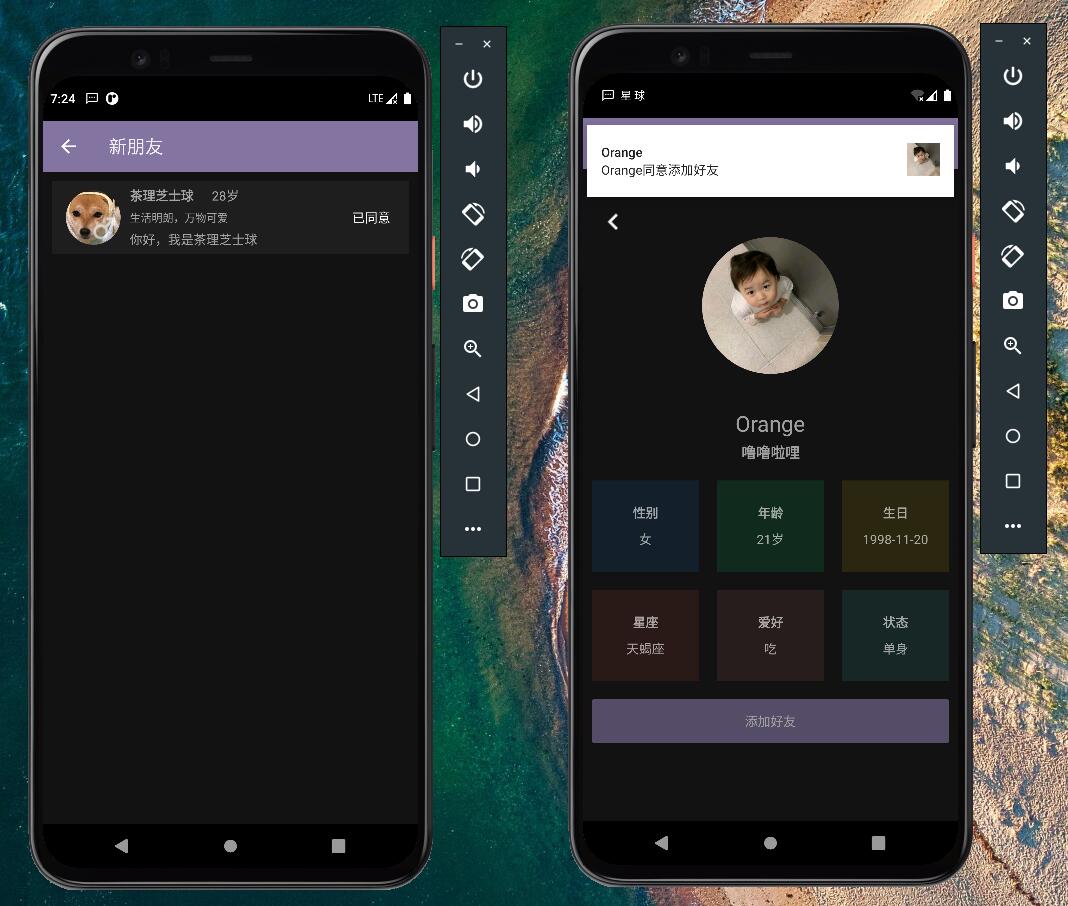 7:24
LTE
新朋友
茶理芝士球 28岁
生活明朗，万物可爱
已同意
你好，我是茶理芝士球
星球
Orange
Orange同意添加好友
Orange
噜噜啦哩
性别
女
年龄
21岁
生日
1998-11-20
星座
天蝎座
爱好
吃
状态
单身
添加好友